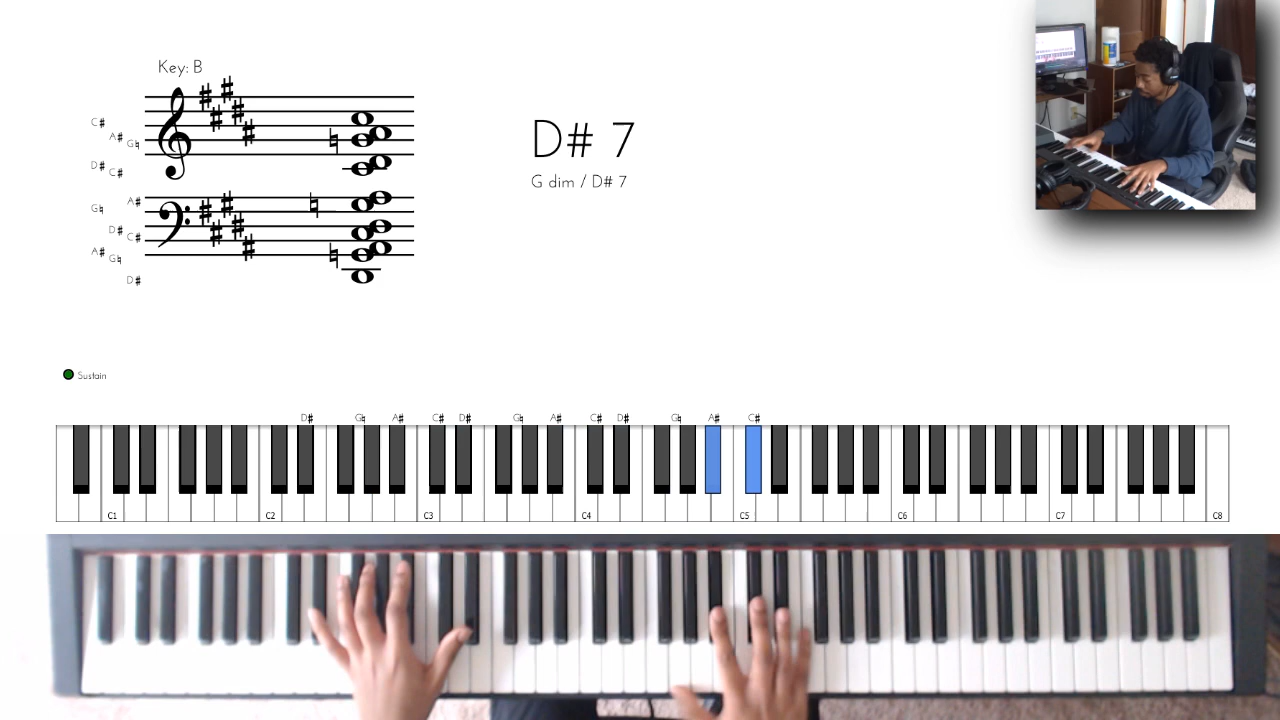 Key: B
C#
A#
G♮
D#
C#
A#
G♮
D#
C#
A#
G♮
D#
D# 7
G dim / D# 7
Sustain
D# G♮ A# C# D# G♮ A# C# D# G♮ A# C#
C1 C2 C3 C4 C5 C6 C7 C8